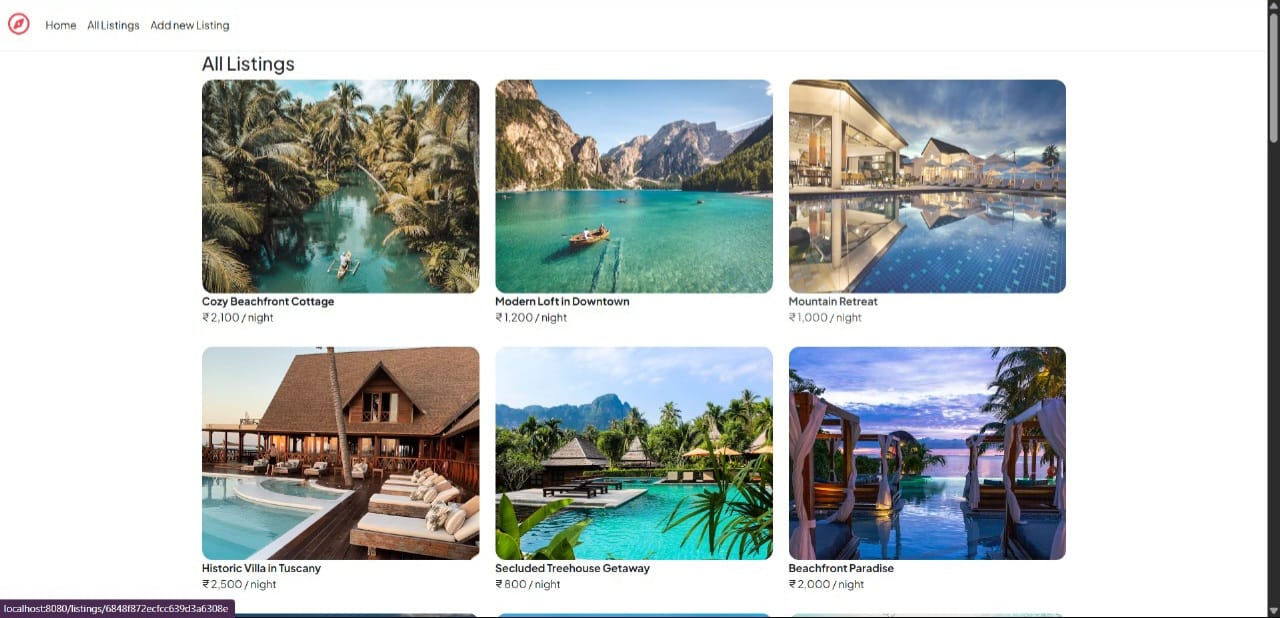 Home All Listings Add new Listing
All Listings
Cozy Beachfront Cottage
₹ 2,100 / night
Modern Loft in Downtown
₹ 1,200 / night
Mountain Retreat
₹ 1,000 / night
Historic Villa in Tuscany
₹ 2,500 / night
Secluded Treehouse Getaway
₹ 800 / night
Beachfront Paradise
₹ 2,000 / night
localhost:8080/listings/6848f872ecfcc639d3a6308e